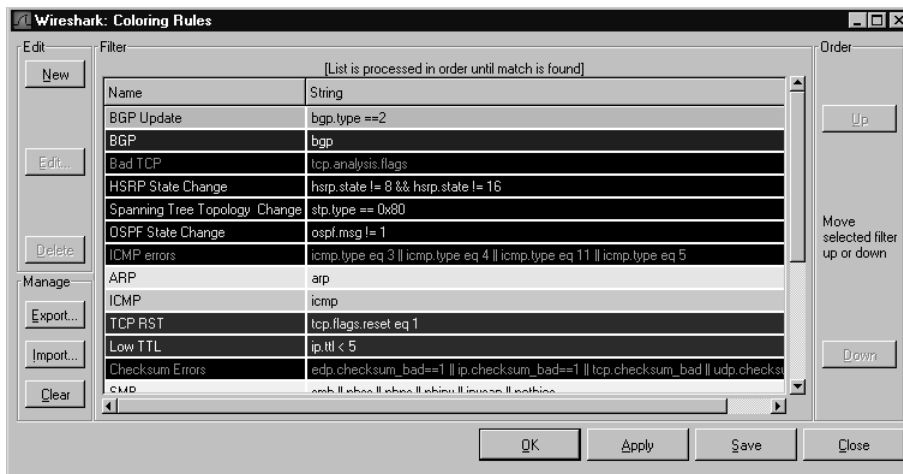 Wireshark: Coloring Rules
Edit
Filter
Order
New
Edit...
Delete
Manage
Export...
Import...
Clear
[List is processed in order until match is found]
Name String
BGP Update bgp.type ==2
BGP bgp
Bad TCP tcp.analysis.flags
HSRP State Change hsrp.state != 8 && hsrp.state != 16
Spanning Tree Topology Change stp.type == 0x80
OSPF State Change ospf.msg != 1
ICMP errors icmp.type eq 3 || icmp.type eq 4 || icmp.type eq 11 || icmp.type eq 5
ARP arp
ICMP icmp
TCP RST tcp.flags.reset eq 1
Low TTL ip.ttl < 5
Checksum Errors edp.checksum_bad==1 || ip.checksum_bad==1 || tcp.checksum_bad || udp.checksu
Up
Move
selected filter
up or down
Down
OK Apply Save Close